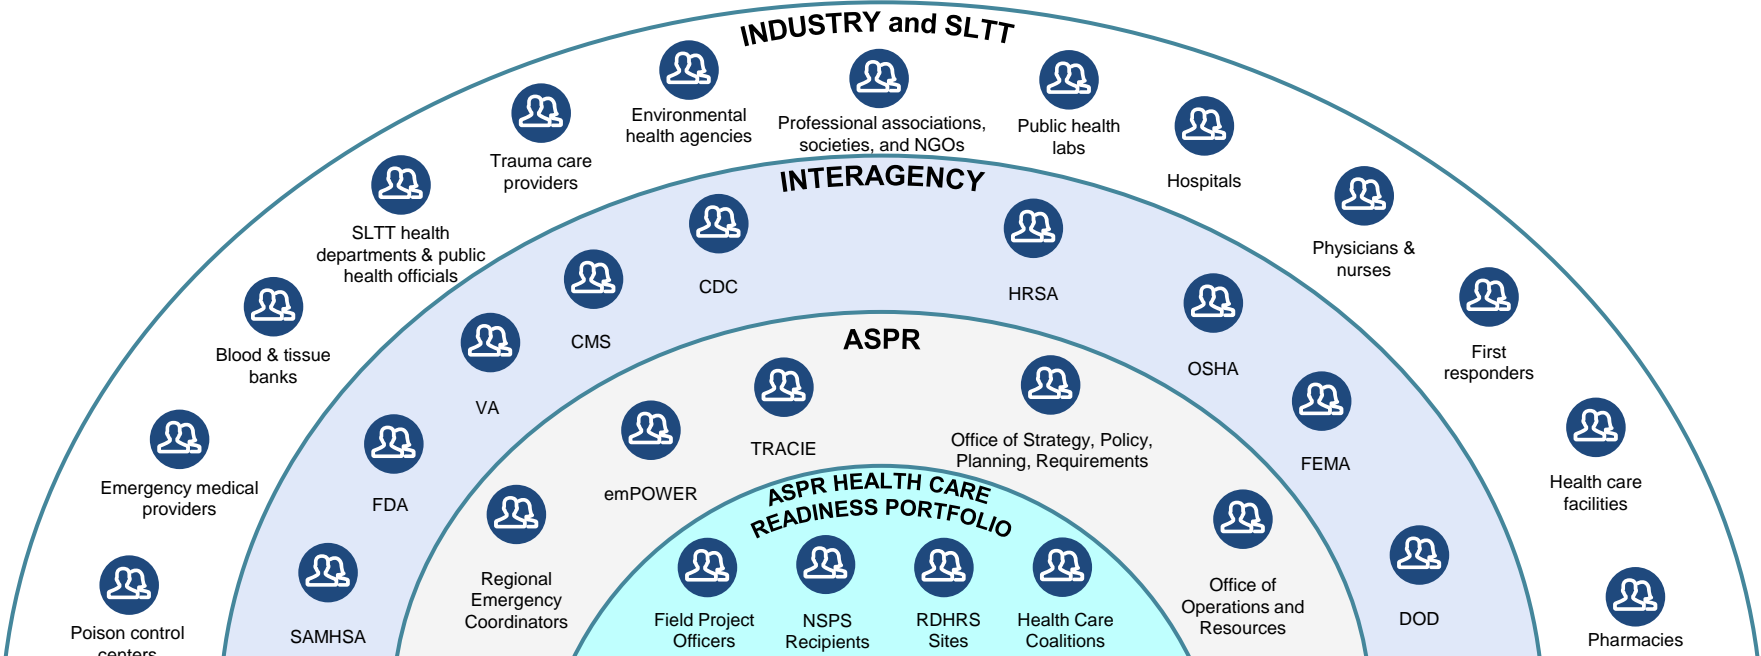 INDUSTRY and SLTT
Poison control
centers
Emergency medical
providers
Blood & tissue
banks
SLTT health
departments & public
health officials
Trauma care
providers
Environmental
health agencies
Professional associations,
societies, and NGOs
Public health
labs
Hospitals
Physicians &
nurses
First
responders
Health care
facilities
Pharmacies
INTERAGENCY
SAMHSA
FDA
VA
CMS
CDC
HRSA
OSHA
FEMA
DOD
ASPR
Regional
Emergency
Coordinators
emPOWER
TRACIE
Office of Strategy, Policy,
Planning, Requirements
Office of
Operations and
Resources
ASPR HEALTH CARE
READINESS PORTFOLIO
Field Project
Officers
NSPS
Recipients
RDHRS
Sites
Health Care
Coalitions